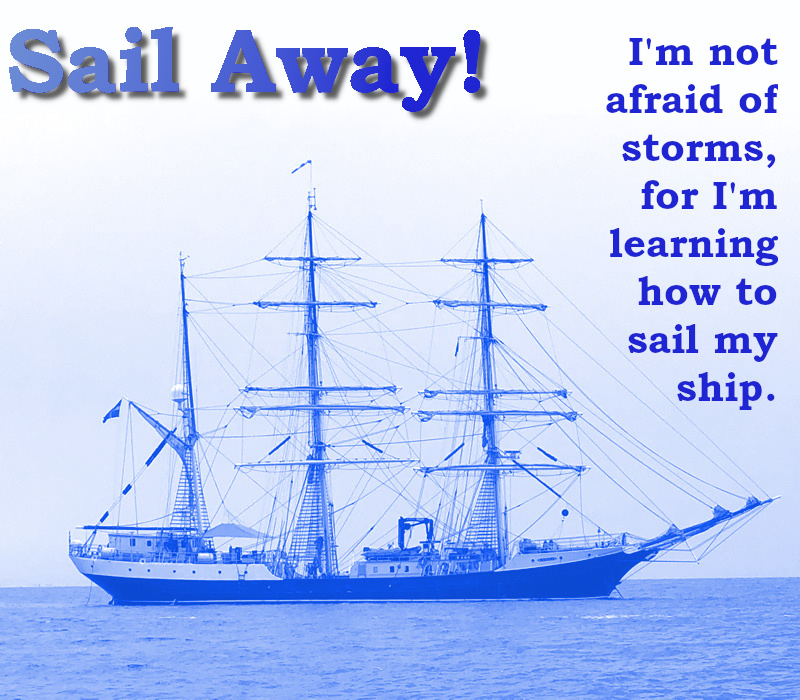 Sail Away!
I'm not
afraid of
storms,
for I'm
learning
how to
sail my
ship.